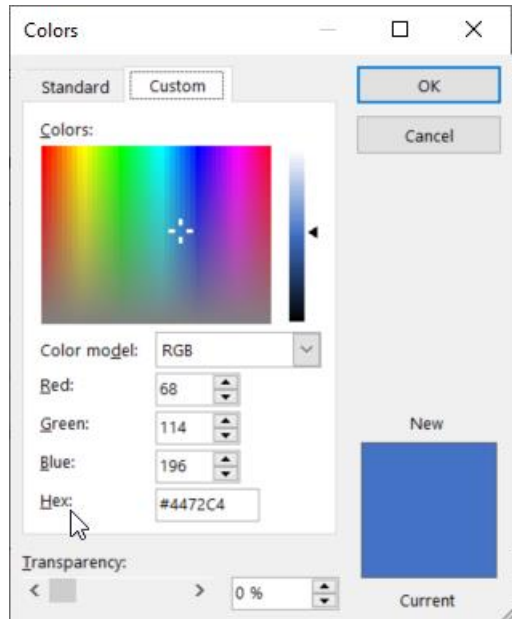 Colors
Standard Custom
OK
Cancel
Colors:
Color model: RGB
Red: 68
Green: 114
Blue: 196
Hex: #4472C4
New
Transparency:
0 %
Current